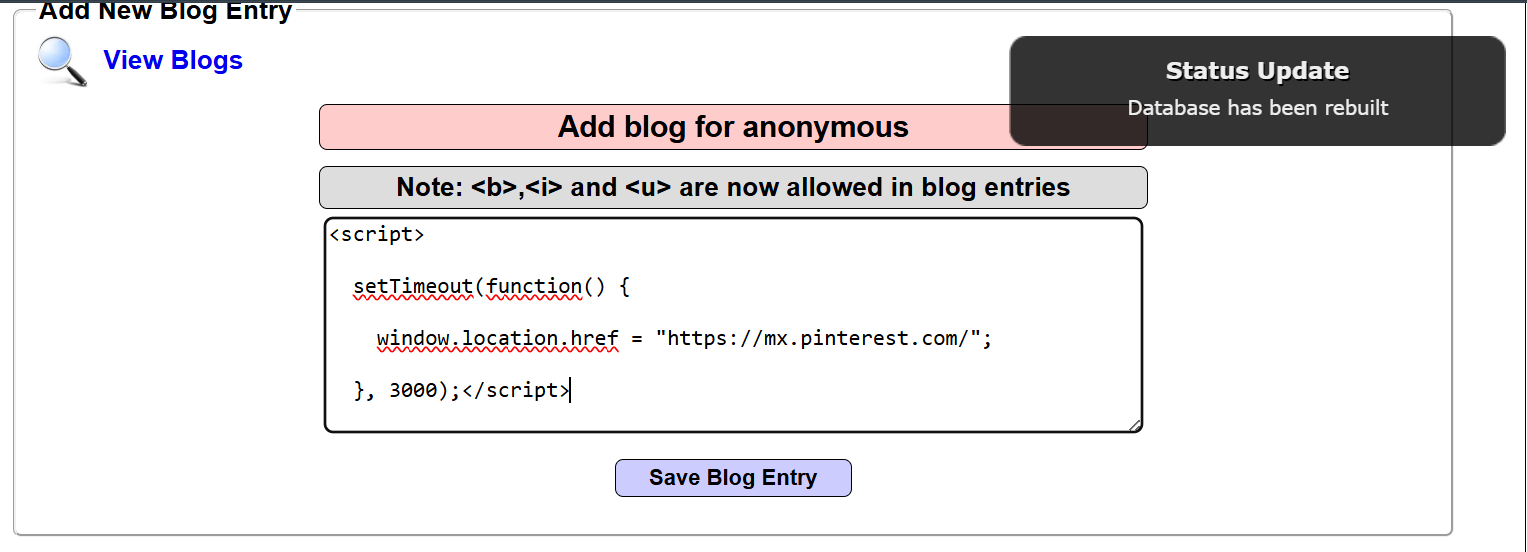 Add New Blog Entry
View Blogs
Status Update
Database has been rebuilt
Add blog for anonymous
Note: <b>,<i> and <u> are now allowed in blog entries
<script>
setTimeout(function() {
window.location.href = "https://mx.pinterest.com/";
}, 3000);</script>
Save Blog Entry